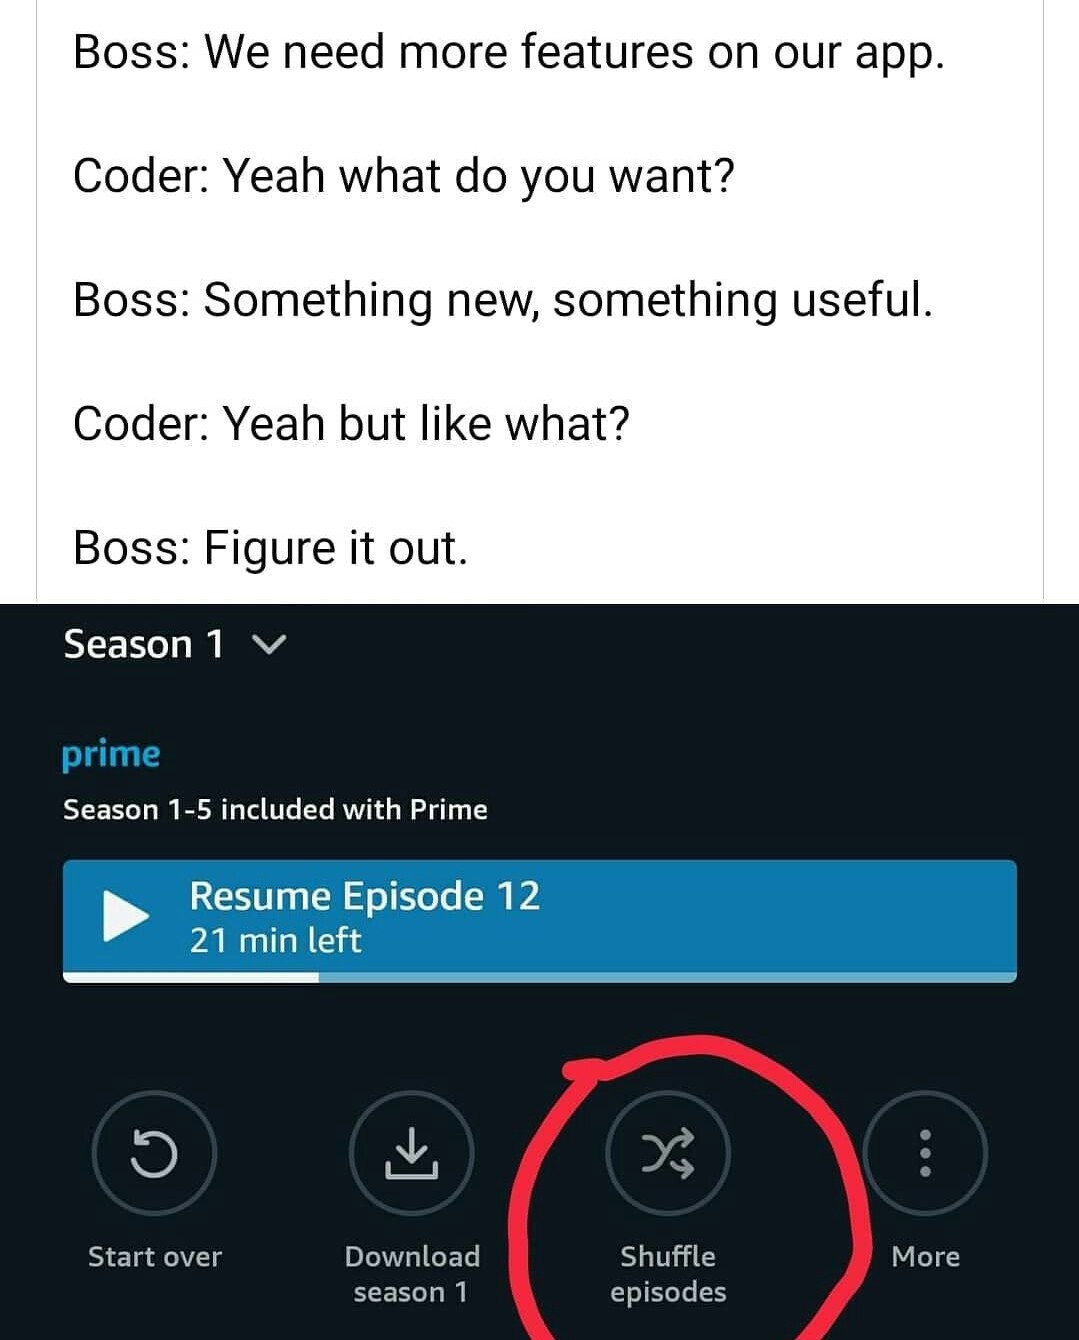 Boss: We need more features on our app.
Coder: Yeah what do you want?
Boss: Something new, something useful.
Coder: Yeah but like what?
Boss: Figure it out.
Season 1
prime
Season 1-5 included with Prime
Resume Episode 12
21 min left
Start over
Download
season 1
Shuffle
episodes
More